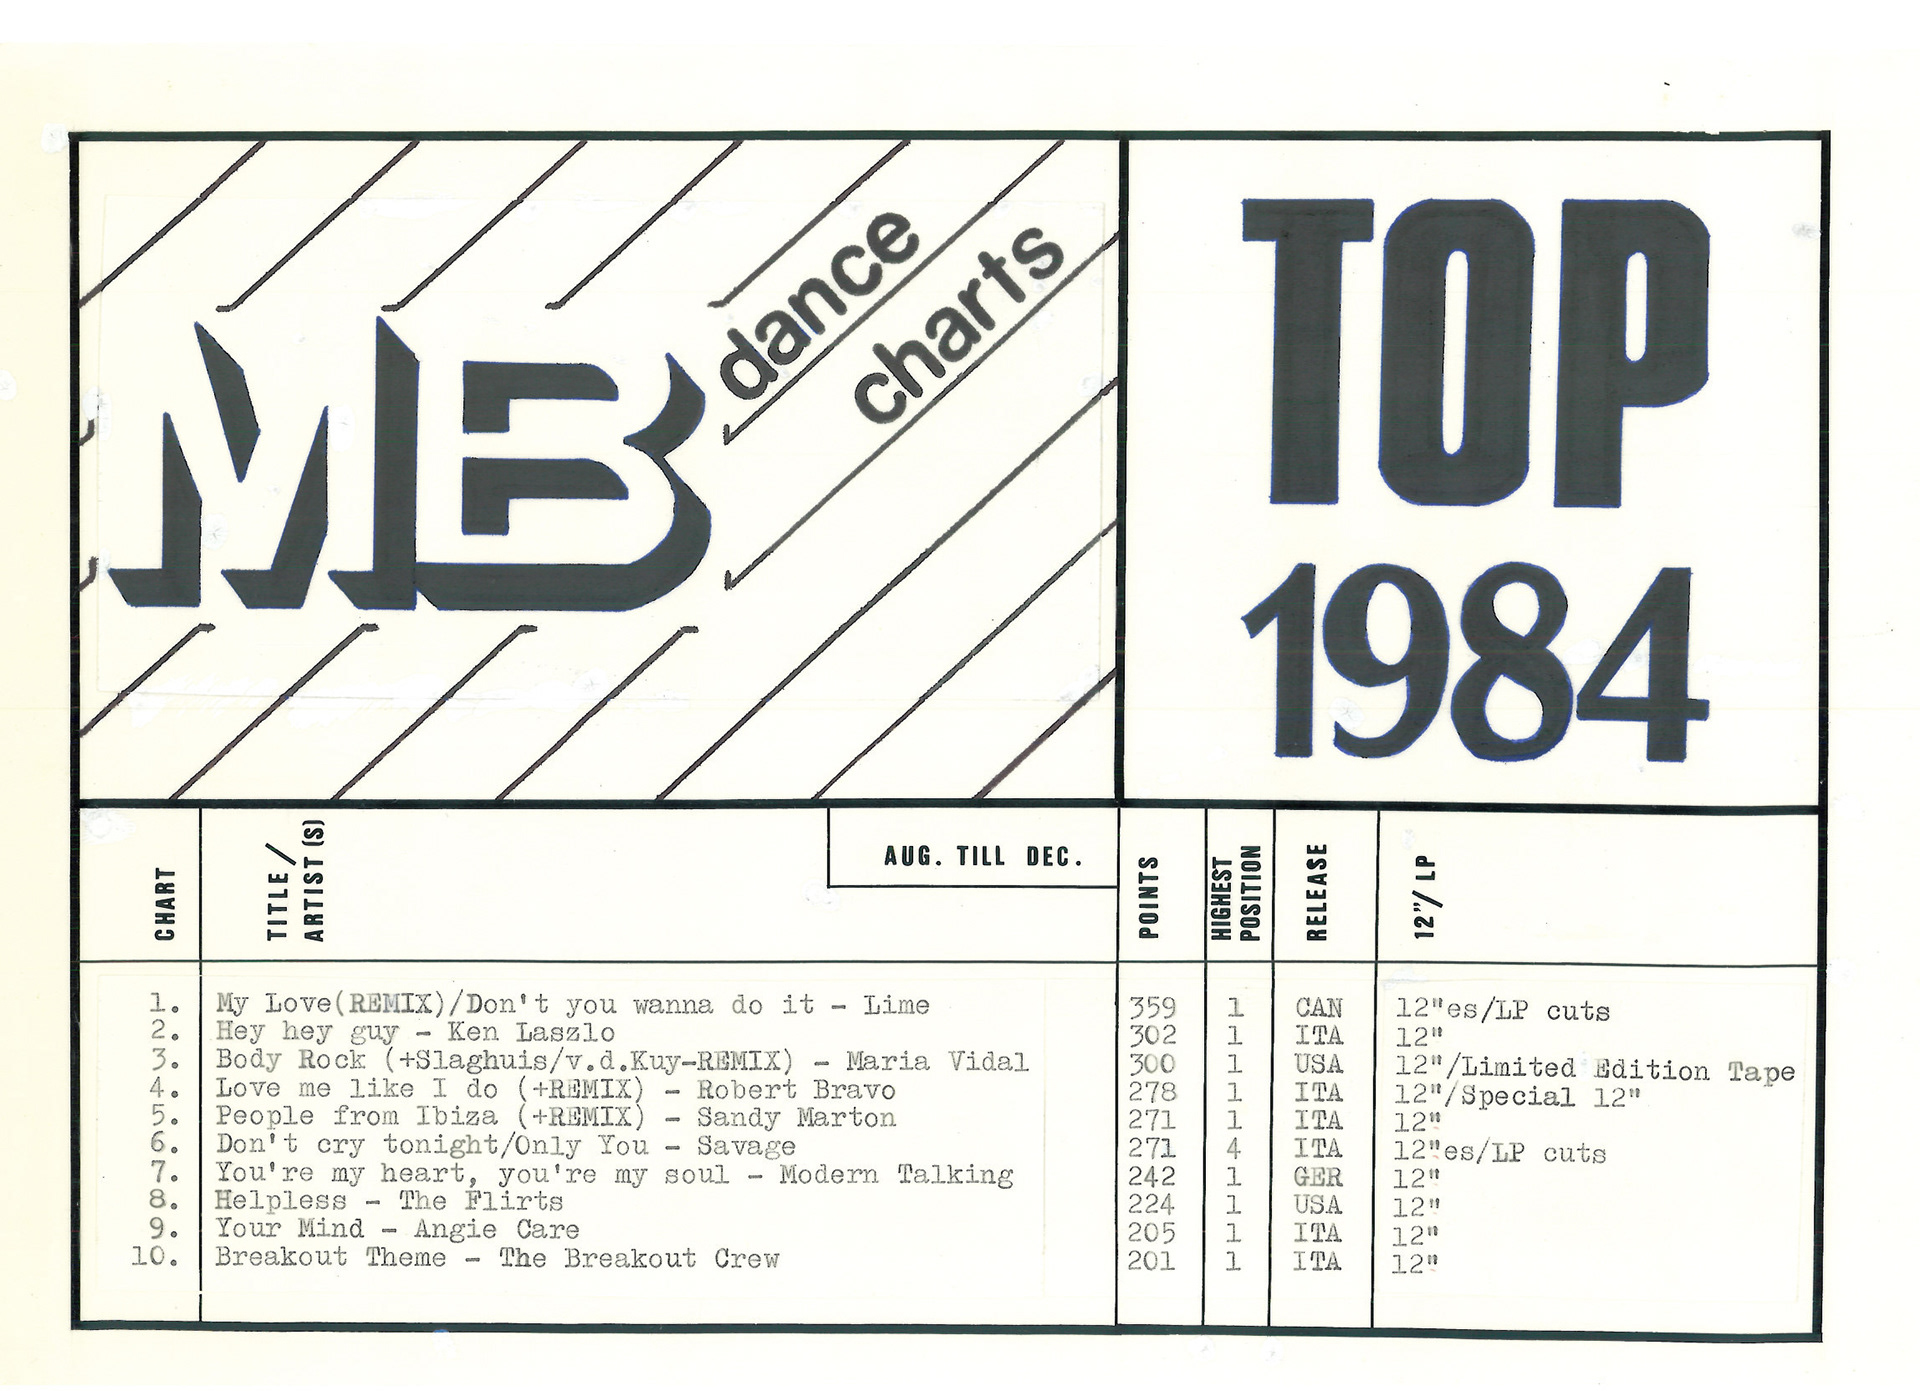 MB
dance
charts
TOP
1984
CHART
TITLE/
ARTIST(S)
AUG. TILL DEC.
POINTS
HIGHEST
POSITION
RELEASE
12"/ LP
1. My Love(REMIX)/Don't you wanna do it - Lime 359 1 CAN 12"es/LP cuts
2. Hey hey guy - Ken Laszlo 302 1 ITA 12"
3. Body Rock (+Slaghuis/v.d.Kuy-REMIX) - Maria Vidal 300 1 USA 12"/Limited Edition Tape
4. Love me like I do (+REMIX) - Robert Bravo 278 1 ITA 12"/Special 12"
5. People from Ibiza (+REMIX) - Sandy Marton 271 1 ITA 12"
6. Don't cry tonight/Only You - Savage 271 4 ITA 12"es/LP cuts
7. You're my heart, you're my soul - Modern Talking 242 1 GER 12"
8. Helpless - The Flirts 224 1 USA 12"
9. Your Mind - Angie Care 205 1 ITA 12"
10. Breakout Theme - The Breakout Crew 201 1 ITA 12"